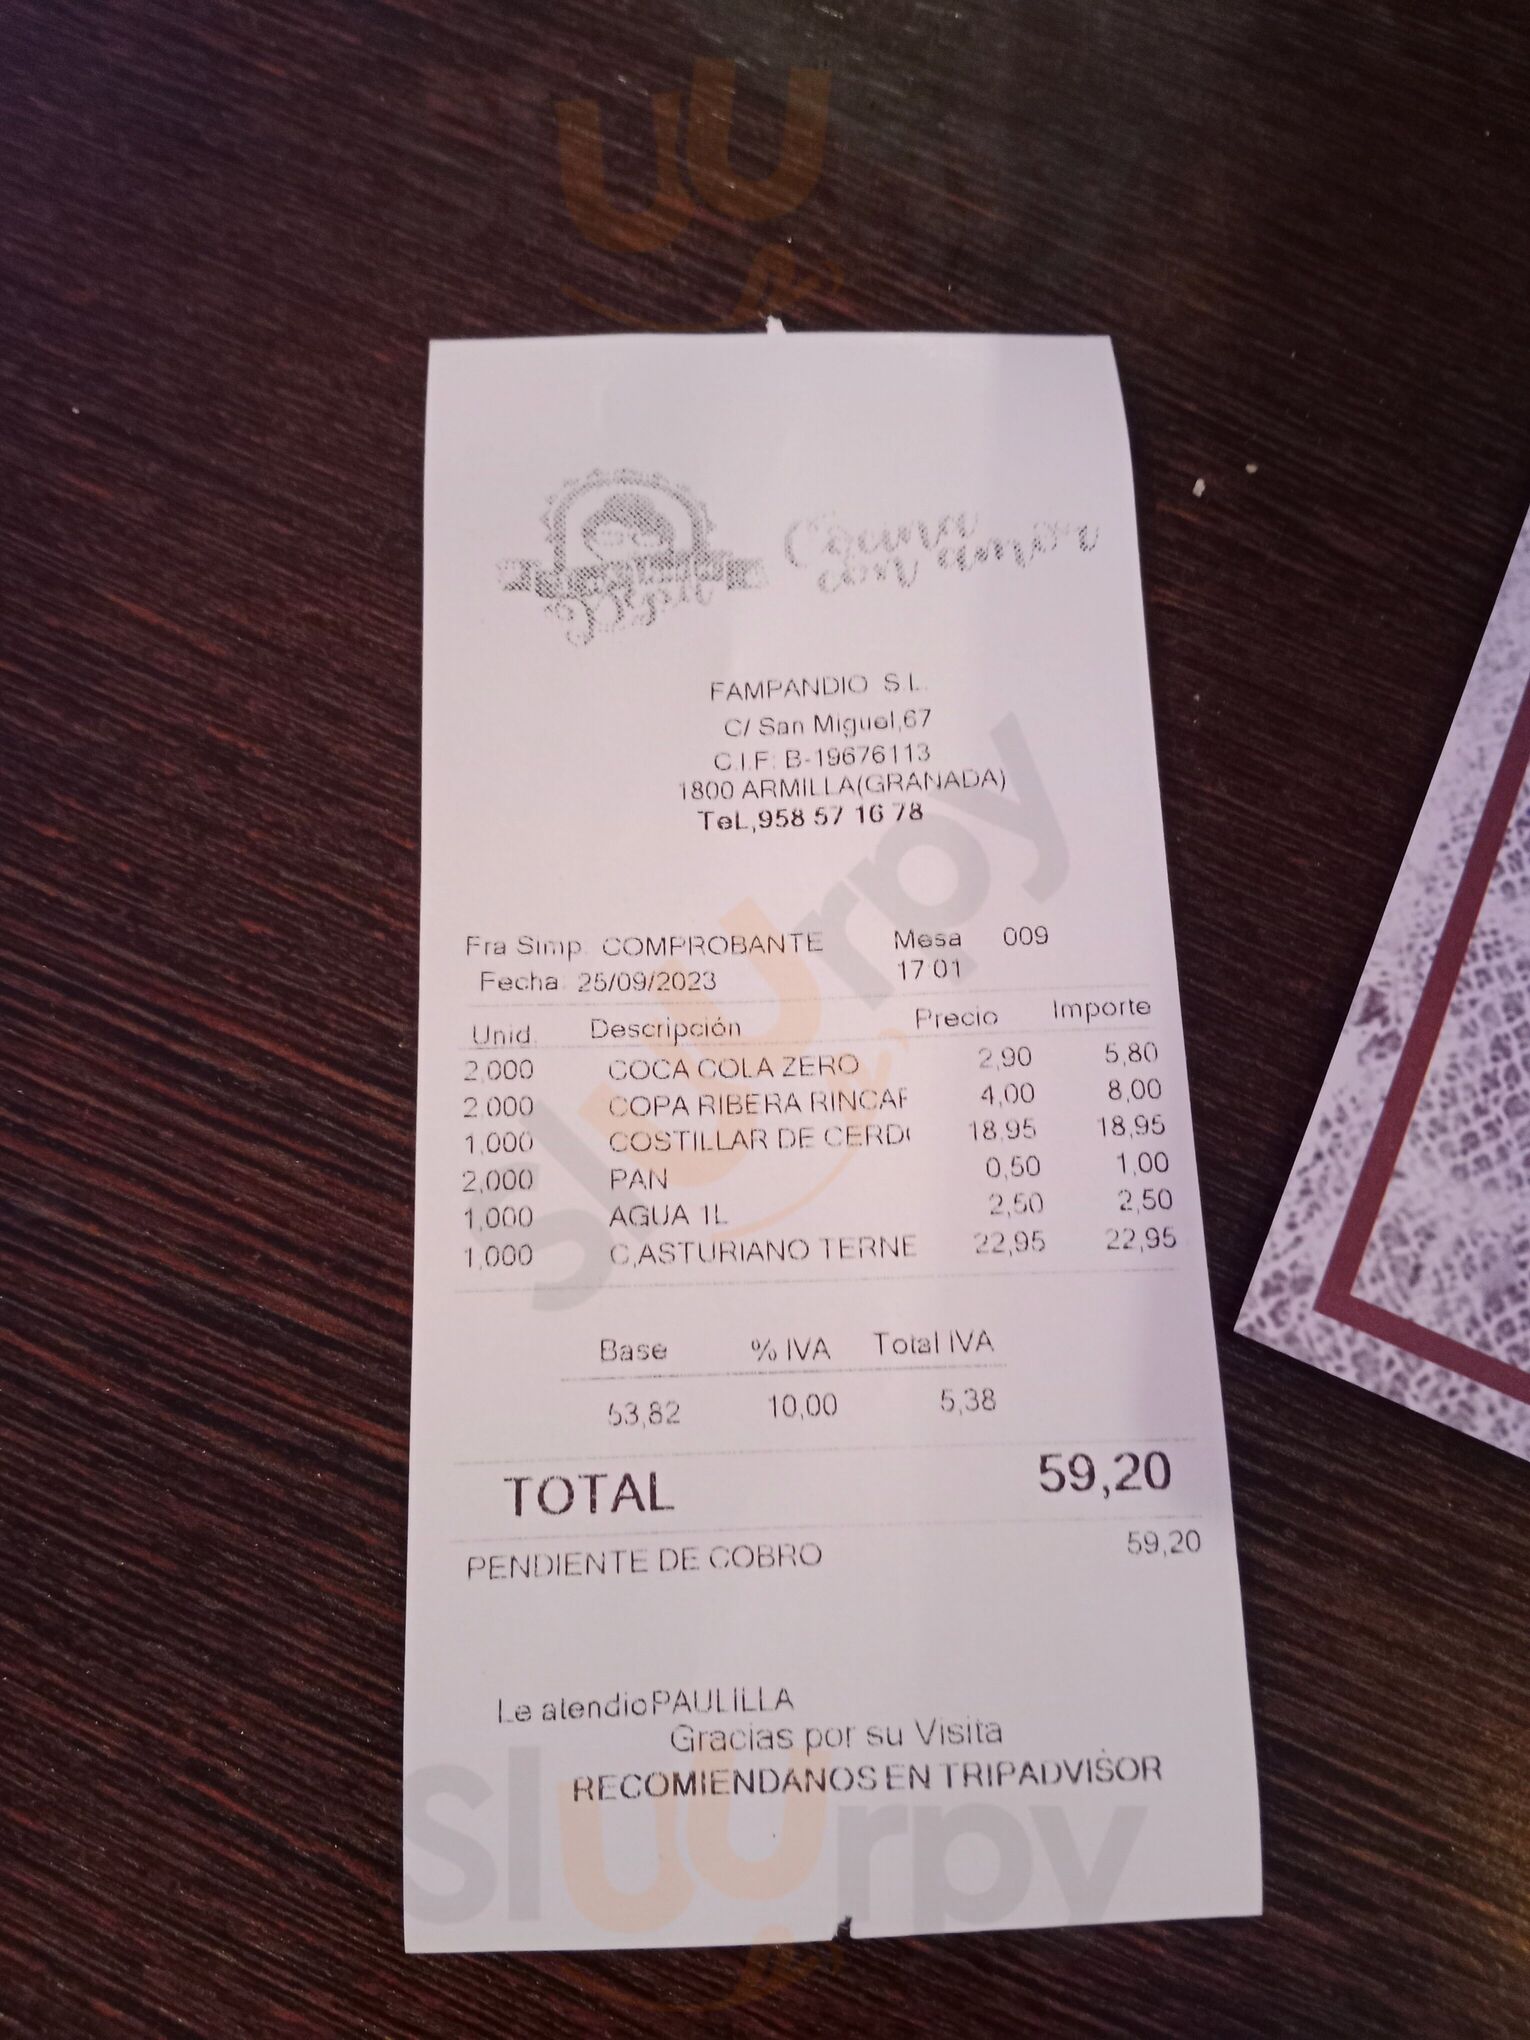 Cocina
con amor
FAMPANDIO S.L.
C/ San Miguel,67
C.I.F: B-19676113
1800 ARMILLA(GRANADA)
TeL,958 57 16 78
Fra Simp. COMPROBANTE Mesa 009
Fecha: 25/09/2023 17:01
Unid. Descripción Precio Importe
2,000 COCA COLA ZERO 2,90 5,80
2,000 COPA RIBERA RINCAF 4,00 8,00
1,000 COSTILLAR DE CERD 18,95 18,95
2,000 PAN 0,50 1,00
1,000 AGUA 1L 2,50 2,50
1,000 C,ASTURIANO TERNE 22,95 22,95
Base % IVA Total IVA
53,82 10,00 5,38
TOTAL 59,20
PENDIENTE DE COBRO 59,20
Le atendio PAULILLA
Gracias por su Visita
RECOMIENDANOS EN TRIPADVISOR
Sluurpy
Sluurpy